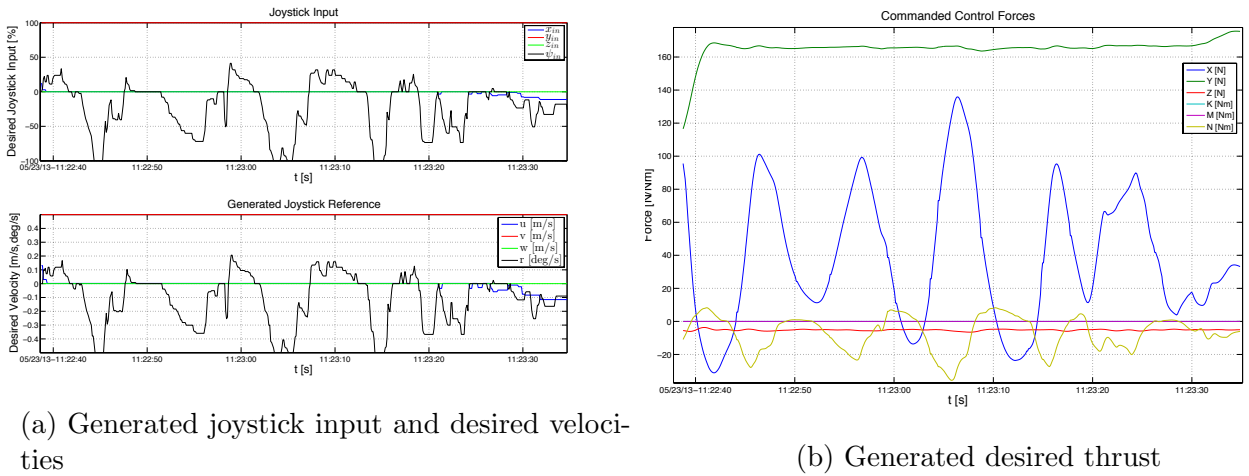 Joystick Input
Desired Joystick Input [%]
100
50
0
−50
−100
x_in
y_in
z_in
ψ_in
05/23/13−11:22:40
11:22:50
11:23:00
11:23:10
11:23:20
11:23:30
t [s]
Generated Joystick Reference
Desired Velocity [m/s,deg/s]
0.4
0.3
0.2
0.1
0
−0.1
−0.2
−0.3
−0.4
u [m/s]
v [m/s]
w [m/s]
r [deg/s]
05/23/13−11:22:40
11:22:50
11:23:00
11:23:10
11:23:20
11:23:30
t [s]
(a) Generated joystick input and desired veloci-
ties
Commanded Control Forces
Force [N/Nm]
160
140
120
100
80
60
40
20
0
−20
X [N]
Y [N]
Z [N]
K [Nm]
M [Nm]
N [Nm]
05/23/13−11:22:40
11:22:50
11:23:00
11:23:10
11:23:20
11:23:30
t [s]
(b) Generated desired thrust